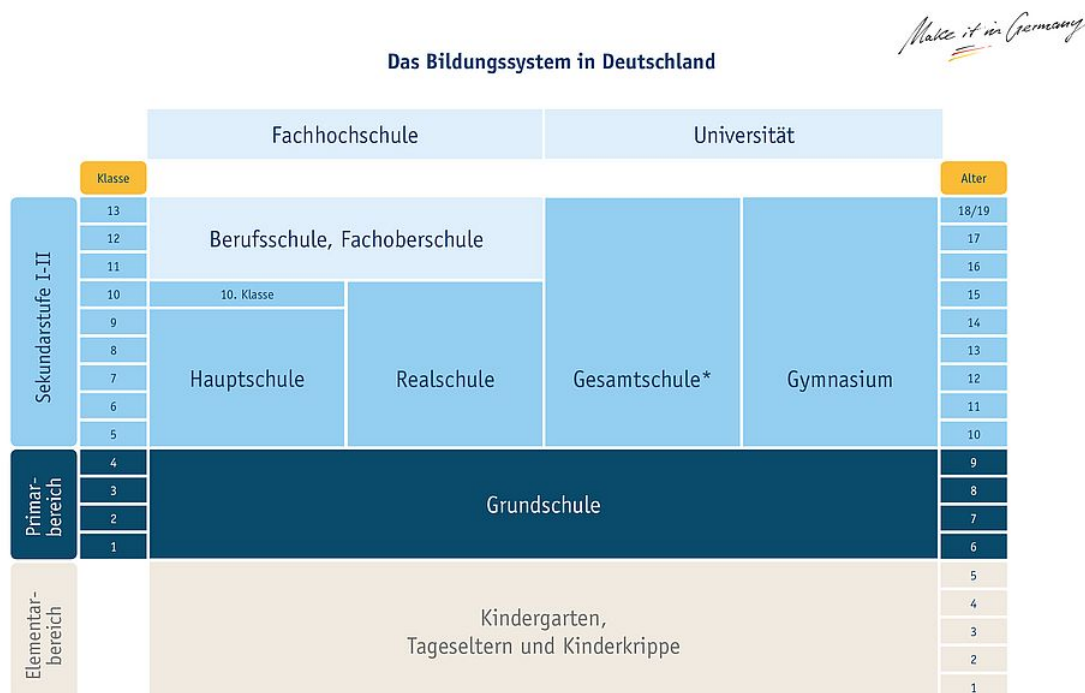 Make it in Germany
Das Bildungssystem in Deutschland
Fachhochschule
Universität
Klasse
Alter
Sekundarstufe I-II
13
18/19
12
17
11
16
10
15
9
14
8
13
7
12
6
11
5
10
Berufsschule, Fachoberschule
10. Klasse
Hauptschule
Realschule
Gesamtschule*
Gymnasium
Primar-
bereich
4
9
3
8
2
7
1
6
Grundschule
Elementar-
bereich
Kindergarten,
Tageseltern und Kinderkrippe
5
4
3
2
1